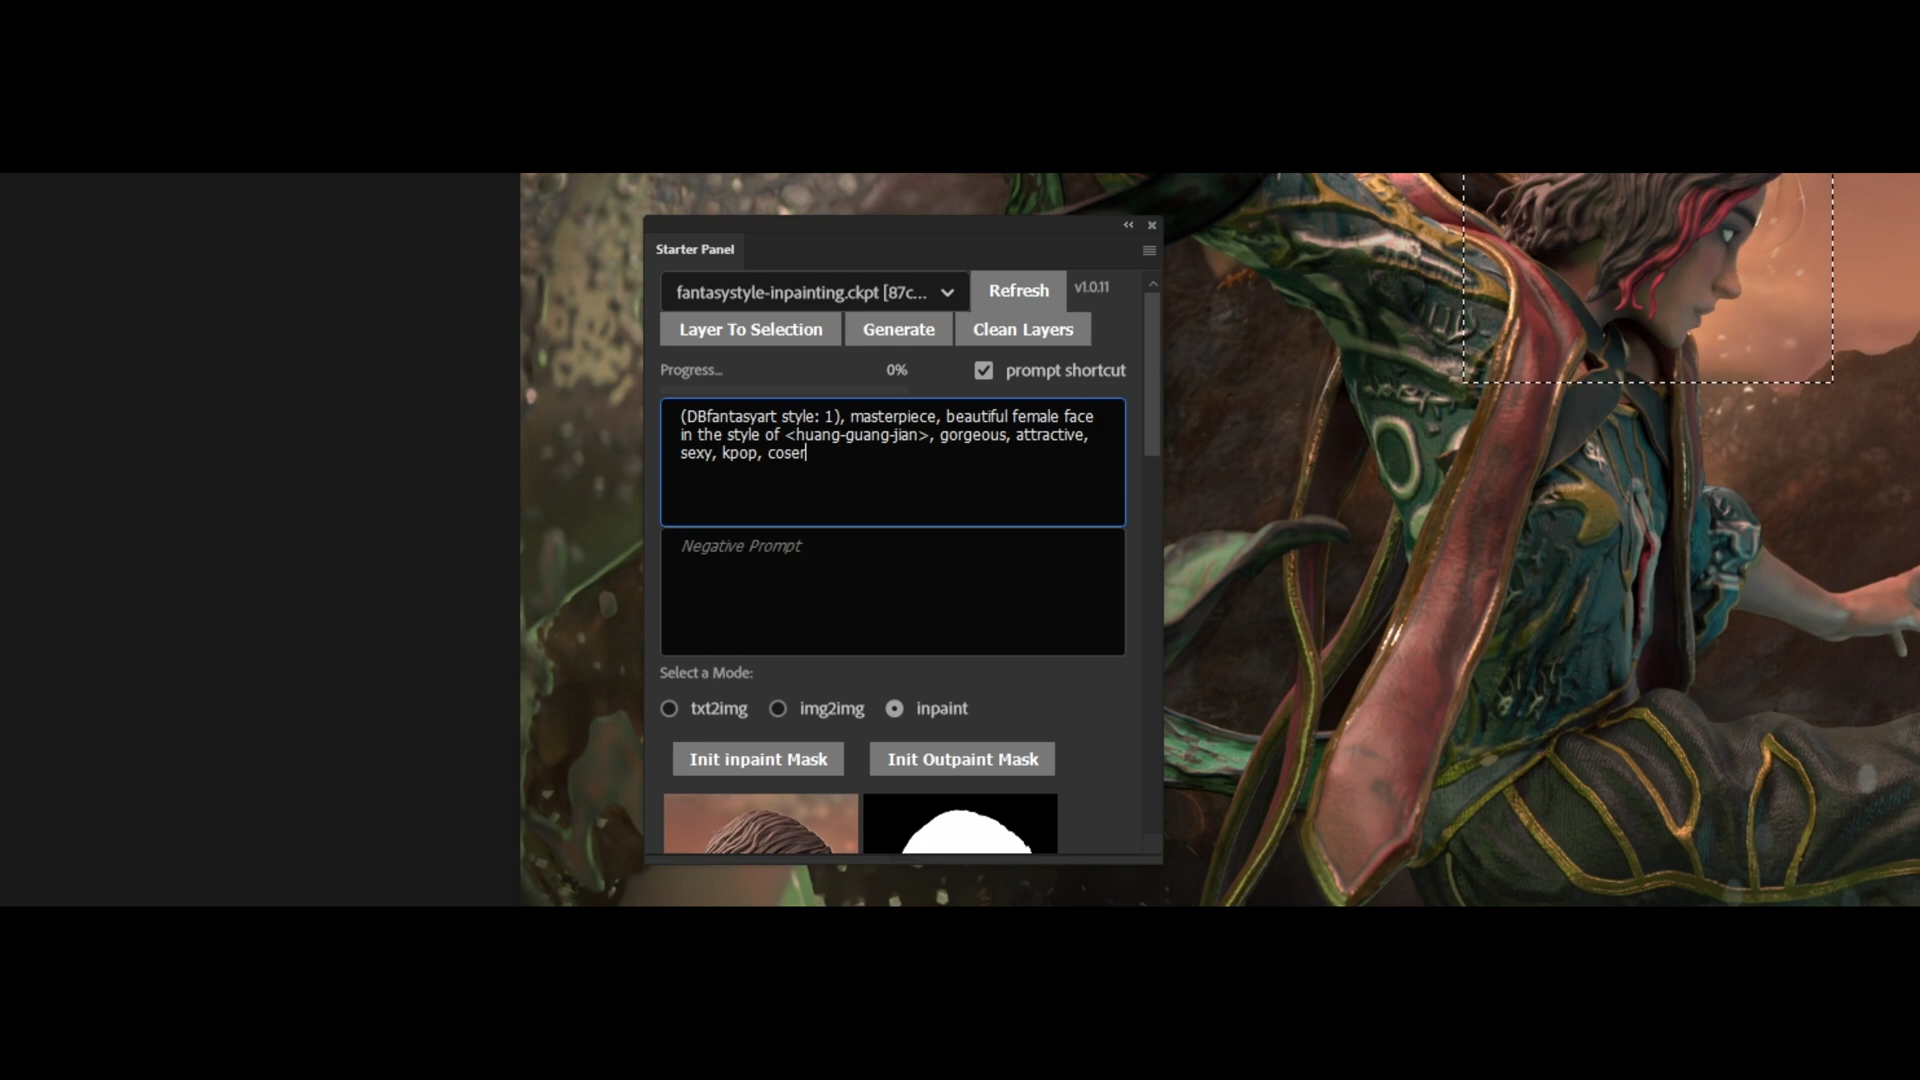 Starter Panel
fantasystyle-inpainting.ckpt [87c...
Refresh
v1.0.11
Layer To Selection
Generate
Clean Layers
Progress...
0%
prompt shortcut
(DBfantasyart style: 1), masterpiece, beautiful female face
in the style of <huang-guang-jian>, gorgeous, attractive,
sexy, kpop, coser
Negative Prompt
Select a Mode:
txt2img
img2img
inpaint
Init inpaint Mask
Init Outpaint Mask